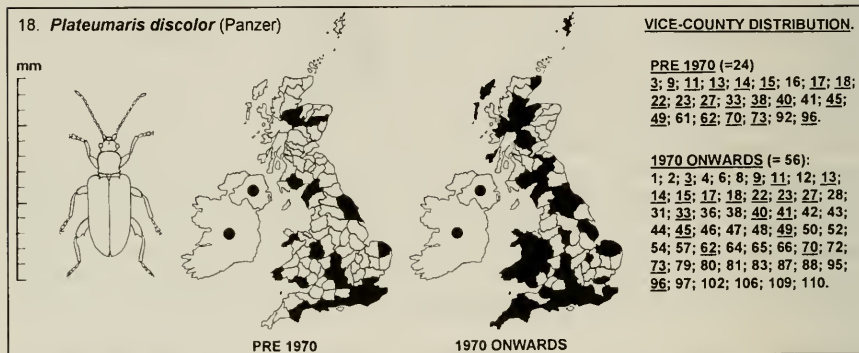 18. Plateumaris discolor (Panzer)
mm
PRE 1970
1970 ONWARDS
VICE-COUNTY DISTRIBUTION.
PRE 1970 (=24)
3; 9; 11; 13; 14; 15; 16; 17; 18;
22; 23; 27; 33; 38; 40; 41; 45;
49; 61; 62; 70; 73; 92; 96.
1970 ONWARDS (= 56):
1; 2; 3; 4; 6; 8; 9; 11; 12; 13;
14; 15; 17; 18; 22; 23; 27; 28;
31; 33; 36; 38; 40; 41; 42; 43;
44; 45; 46; 47; 48; 49; 50; 52;
54; 57; 62; 64; 65; 66; 70; 72;
73; 79; 80; 81; 83; 87; 88; 95;
96; 97; 102; 106; 109; 110.